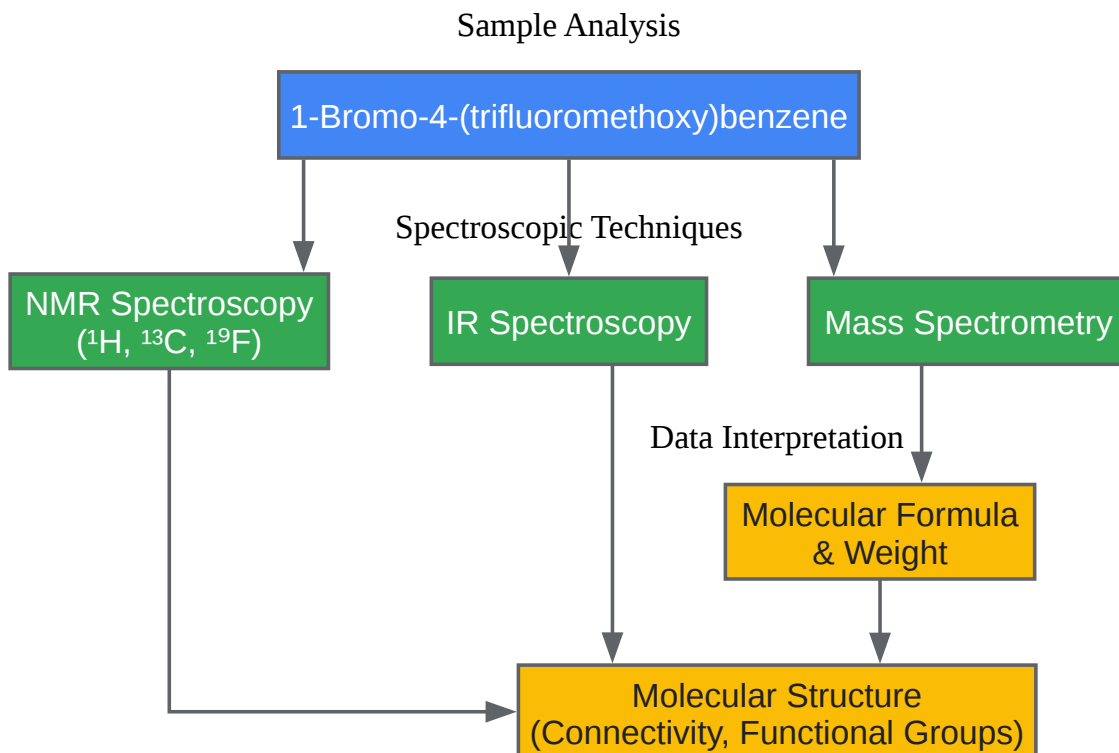 Sample Analysis
1-Bromo-4-(trifluoromethoxy)benzene
Spectroscopic Techniques
NMR Spectroscopy
(¹H, ¹³C, ¹⁹F)
IR Spectroscopy
Mass Spectrometry
Data Interpretation
Molecular Formula
& Weight
Molecular Structure
(Connectivity, Functional Groups)